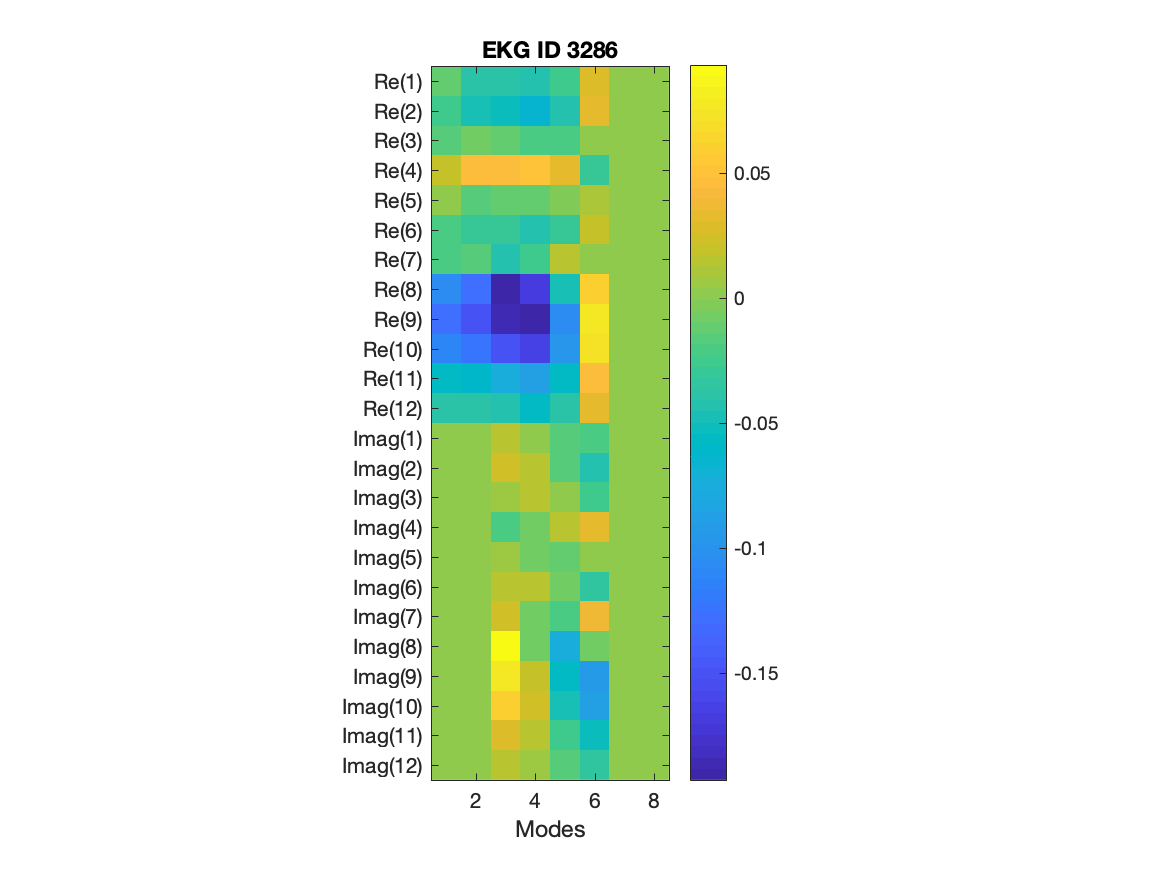 EKG ID 3286
Re(1)
Re(2)
Re(3)
Re(4)
Re(5)
Re(6)
Re(7)
Re(8)
Re(9)
Re(10)
Re(11)
Re(12)
Imag(1)
Imag(2)
Imag(3)
Imag(4)
Imag(5)
Imag(6)
Imag(7)
Imag(8)
Imag(9)
Imag(10)
Imag(11)
Imag(12)
2 4 6 8
Modes
0.05
0
-0.05
-0.1
-0.15